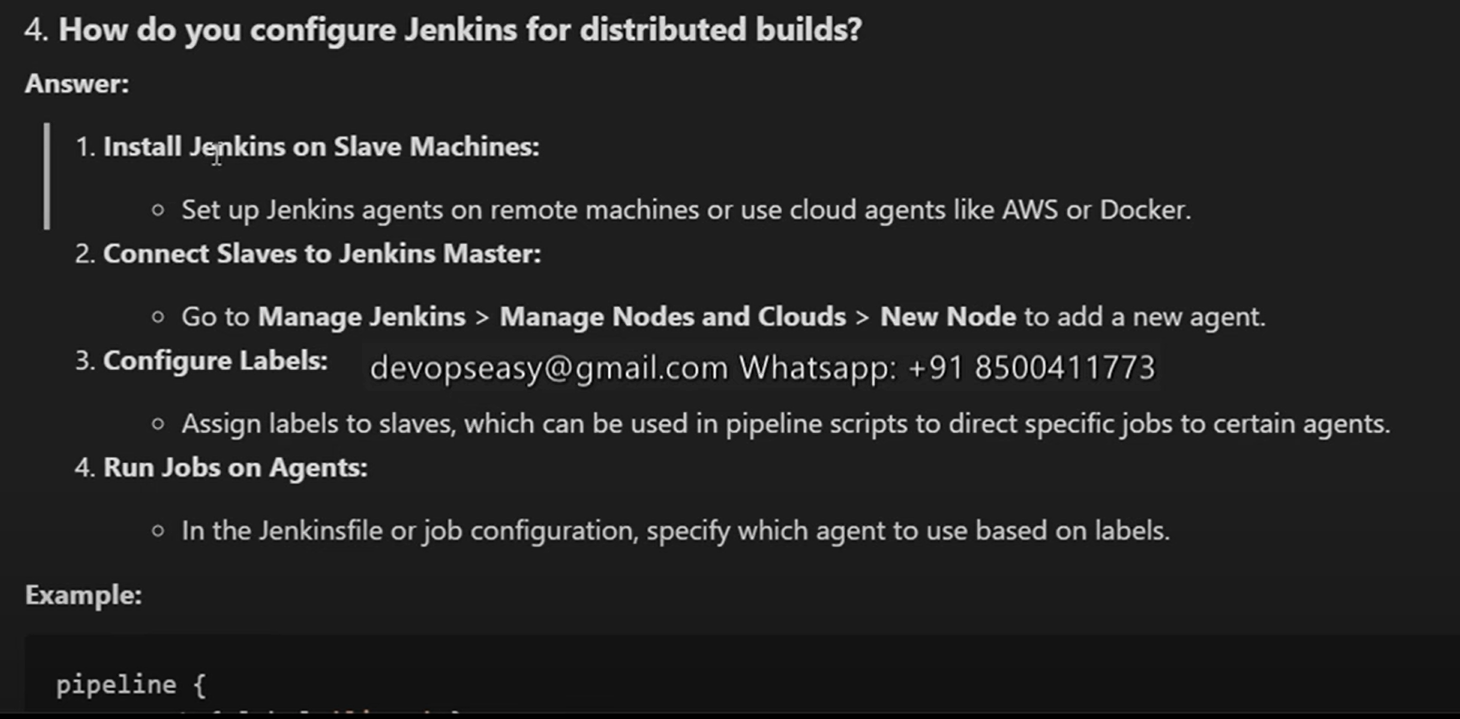 4. How do you configure Jenkins for distributed builds?
Answer:
1. Install Jenkins on Slave Machines:
Set up Jenkins agents on remote machines or use cloud agents like AWS or Docker.
2. Connect Slaves to Jenkins Master:
Go to Manage Jenkins > Manage Nodes and Clouds > New Node to add a new agent.
3. Configure Labels:
devopseasy@gmail.com Whatsapp: +91 8500411773
Assign labels to slaves, which can be used in pipeline scripts to direct specific jobs to certain agents.
4. Run Jobs on Agents:
In the Jenkinsfile or job configuration, specify which agent to use based on labels.
Example:
pipeline {